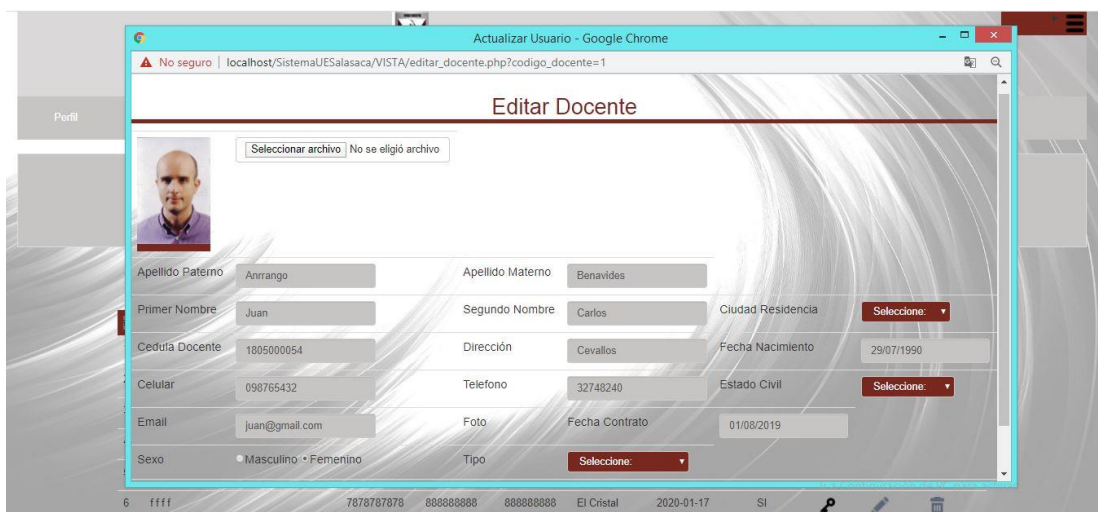 Actualizar Usuario - Google Chrome
No seguro | localhost/SistemaUESalasaca/VISTA/editar_docente.php?codigo_docente=1
Editar Docente
Perfil
Seleccionar archivo No se eligió archivo
Apellido Paterno Anrrango Apellido Materno Benavides
Primer Nombre Juan Segundo Nombre Carlos Ciudad Residencia Seleccione:
Cedula Docente 1805000054 Dirección Cevallos Fecha Nacimiento 29/07/1990
Celular 098765432 Telefono 32748240 Estado Civil Seleccione:
Email juan@gmail.com Foto Fecha Contrato 01/08/2019
Sexo Masculino Femenino Tipo Seleccione:
6 ffff 7878787878 888888888 888888888 El Cristal 2020-01-17 SI